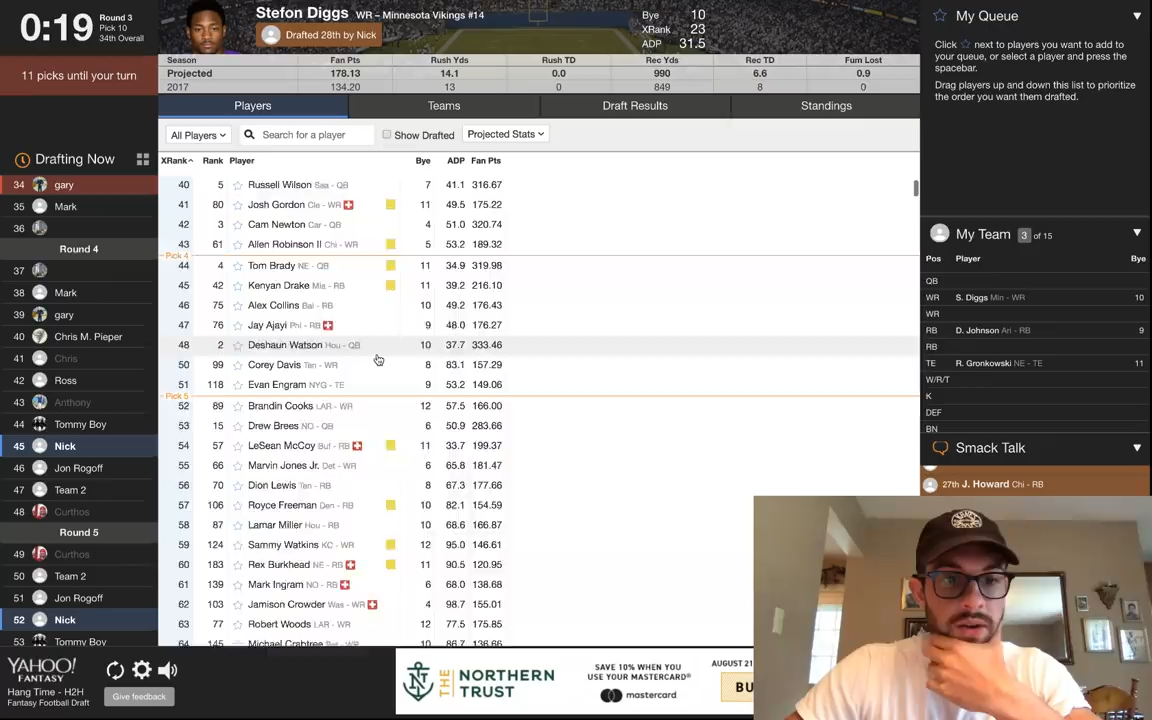 0:19
Round 3
Pick 10
34th Overall
11 picks until your turn
Drafting Now
34 gary
35 Mark
36
Round 4
37
38 Mark
39 gary
40 Chris M. Pieper
41 Chris
42 Ross
43 Anthony
44 Tommy Boy
45 Nick
46 Jon Rogoff
47 Team 2
48 Curthos
Round 5
49 Curthos
50 Team 2
51 Jon Rogoff
52 Nick
53 Tommy Boy
YAHOO!
FANTASY
Hang Time - H2H
Fantasy Football Draft
Give feedback
Stefon Diggs WR – Minnesota Vikings #14
Drafted 28th by Nick
Bye 10
XRank 23
ADP 31.5
Season Fan Pts Rush Yds Rush TD Rec Yds Rec TD Fum Lost
Projected 178.13 14.1 0.0 990 6.6 0.9
2017 134.20 13 0 849 8 0
Players Teams Draft Results Standings
All Players Search for a player Show Drafted Projected Stats
XRank Rank Player Bye ADP Fan Pts
40 5 Russell Wilson Sea - QB 7 41.1 316.67
41 80 Josh Gordon Cle - WR 11 49.5 175.22
42 3 Cam Newton Car - QB 4 51.0 320.74
43 61 Allen Robinson II Chi - WR 5 53.2 189.32
Pick 4
44 4 Tom Brady NE - QB 11 34.9 319.98
45 42 Kenyan Drake Mia - RB 11 39.2 216.10
46 75 Alex Collins Bal - RB 10 49.2 176.43
47 76 Jay Ajayi Phi - RB 9 48.0 176.27
48 2 Deshaun Watson Hou - QB 10 37.7 333.46
50 99 Corey Davis Ten - WR 8 83.1 157.29
51 118 Evan Engram NYG - TE 9 53.2 149.06
Pick 5
52 89 Brandin Cooks LAR - WR 12 57.5 166.00
53 15 Drew Brees NO - QB 6 50.9 283.66
54 57 LeSean McCoy Buf - RB 11 33.7 199.37
55 66 Marvin Jones Jr. Det - WR 6 65.8 181.47
56 70 Dion Lewis Ten - RB 8 67.3 177.66
57 106 Royce Freeman Den - RB 10 82.1 154.59
58 87 Lamar Miller Hou - RB 10 68.6 166.87
59 124 Sammy Watkins KC - WR 12 95.0 146.61
60 183 Rex Burkhead NE - RB 11 90.5 120.95
61 139 Mark Ingram NO - RB 6 68.0 138.68
62 103 Jamison Crowder Was - WR 4 98.7 155.01
63 77 Robert Woods LAR - WR 12 77.5 175.85
64 145 Michael Crabtree Bal - WR 10 86.7 136.66
THE NORTHERN TRUST
SAVE 10% WHEN YOU
USE YOUR MASTERCARD®
mastercard
AUGUST 21
BU
My Queue
Click next to players you want to add to
your queue, or select a player and press the
spacebar.
Drag players up and down this list to prioritize
the order you want them drafted.
My Team 3 of 15
Pos Player Bye
QB
WR S. Diggs Min - WR 10
WR
RB D. Johnson Ari - RB 9
TE R. Gronkowski NE - TE 11
W/R/T
K
DEF
BN
Smack Talk
27th J. Howard Chi - RB